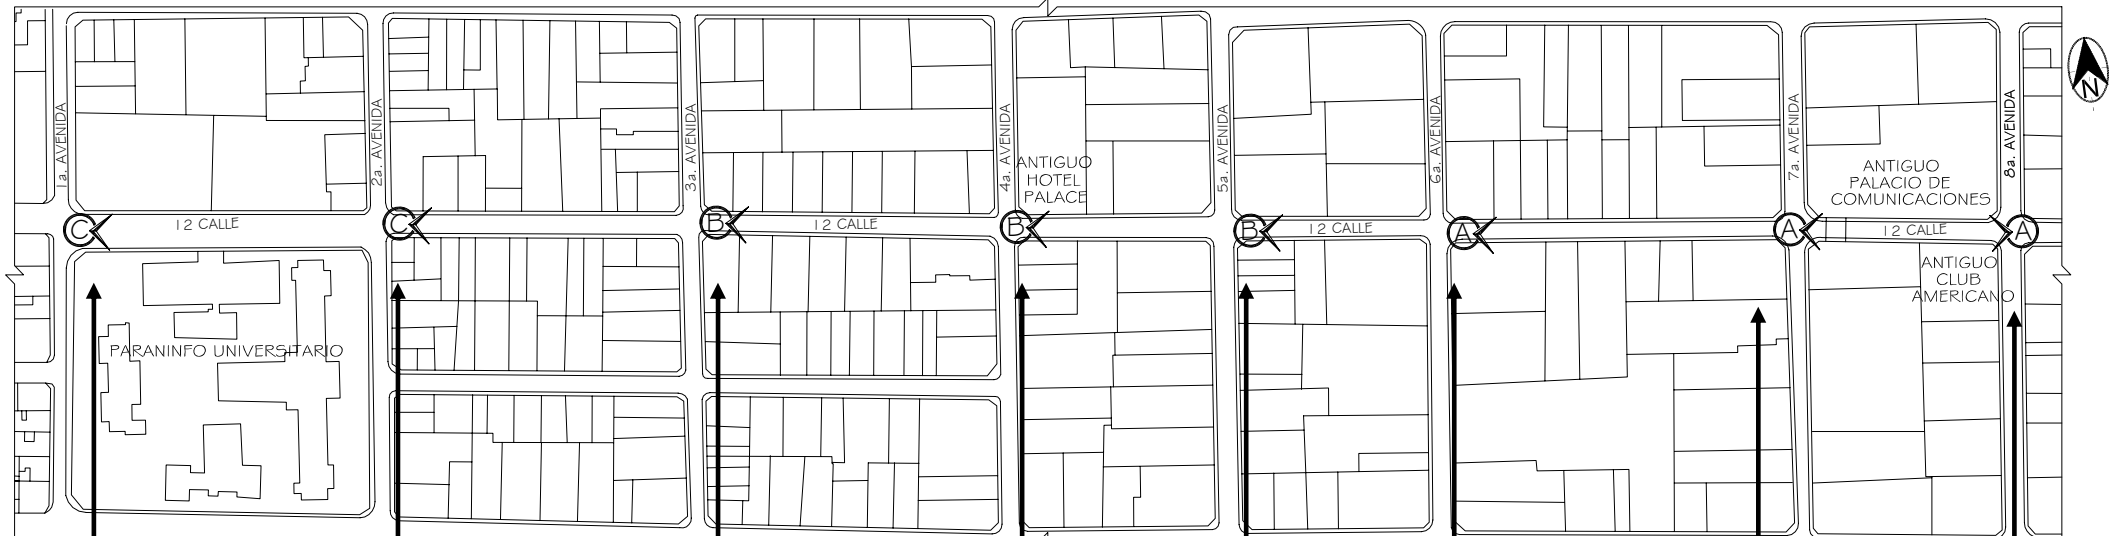 1a. AVENIDA
2a. AVENIDA
3a. AVENIDA
4a. AVENIDA
5a. AVENIDA
6a. AVENIDA
7a. AVENIDA
8a. AVENIDA
N
ANTIGUO
HOTEL
PALACE
ANTIGUO
PALACIO DE
COMUNICACIONES
C
12 CALLE
C
B
12 CALLE
B
B
12 CALLE
A
A
12 CALLE
A
ANTIGUO
CLUB
AMERICANO
PARANINFO UNIVERSITARIO